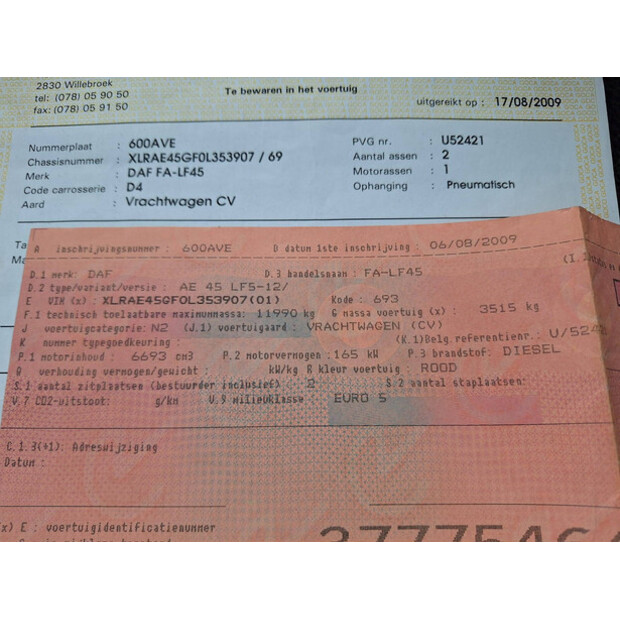 2830 Willebroek
tel: (078) 05 90 50
fax: (078) 05 91 50
Te bewaren in het voertuig
uitgereikt op : 17/08/2009
Nummerplaat : 600AVE
Chassisnummer : XLRAE45GF0L353907 / 69
Merk : DAF FA-LF45
Code carrosserie : D4
Aard : Vrachtwagen CV
PVG nr. : U52421
Aantal assen : 2
Motorassen : 1
Ophanging : Pneumatisch
A inschrijvingsnummer : 600AVE D datum 1ste inschrijving : 06/08/2009
D.1 merk: DAF D.3 handelsnaam : FA-LF45
D.2 type/variant/versie : AE 45 LF5-12/
E VIN (x) : XLRAE45GF0L353907(01) Kode : 693
F.1 technisch toelaatbare maximummassa: 11990 kg G massa voertuig (x) : 3515 kg
J voertuigcategorie: N2 (J.1) voertuigaard : VRACHTWAGEN (CV)
K nummer typegoedkeuring : (K.1)Belg.referentienr.: U/524
P.1 motorinhoud : 6693 cm3 P.2 motorvermogen :165 kW P.3 brandstof: DIESEL
Q verhouding vermogen/gewicht : kW/kg R kleur voertuig : ROOD
S.1 aantal zitplaatsen (bestuurder inclusief) : 2 S.2 aantal staplaatsen:
V.7 CO2-uitstoot: g/kn V.9 milieuklasse EURO 5
C.1.3(+1): Adreswijziging
Datum :
(x) E : voertuigidentificatienummer